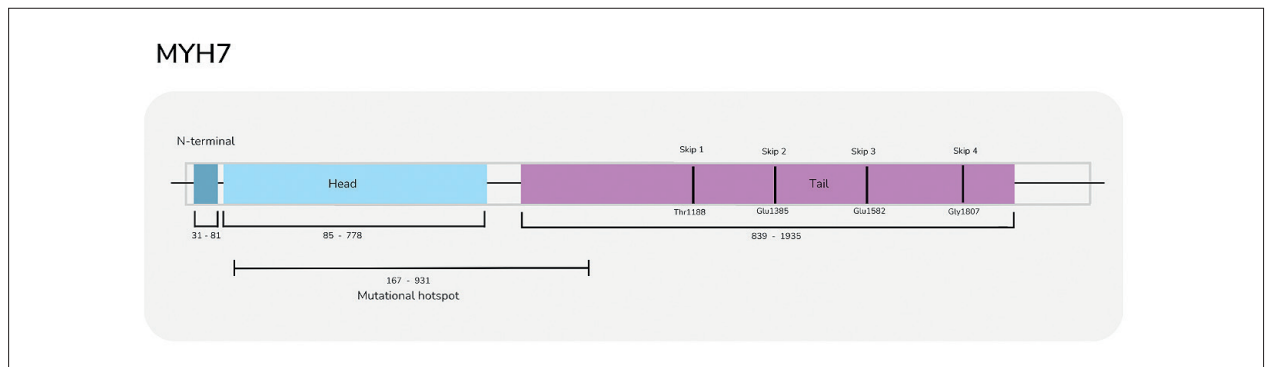 MYH7
N-terminal
Skip 1
Skip 2
Skip 3
Skip 4
Head
Tail
Thr1188
Glu1385
Glu1582
Gly1807
31 - 81
85 - 778
839 - 1935
167 - 931
Mutational hotspot